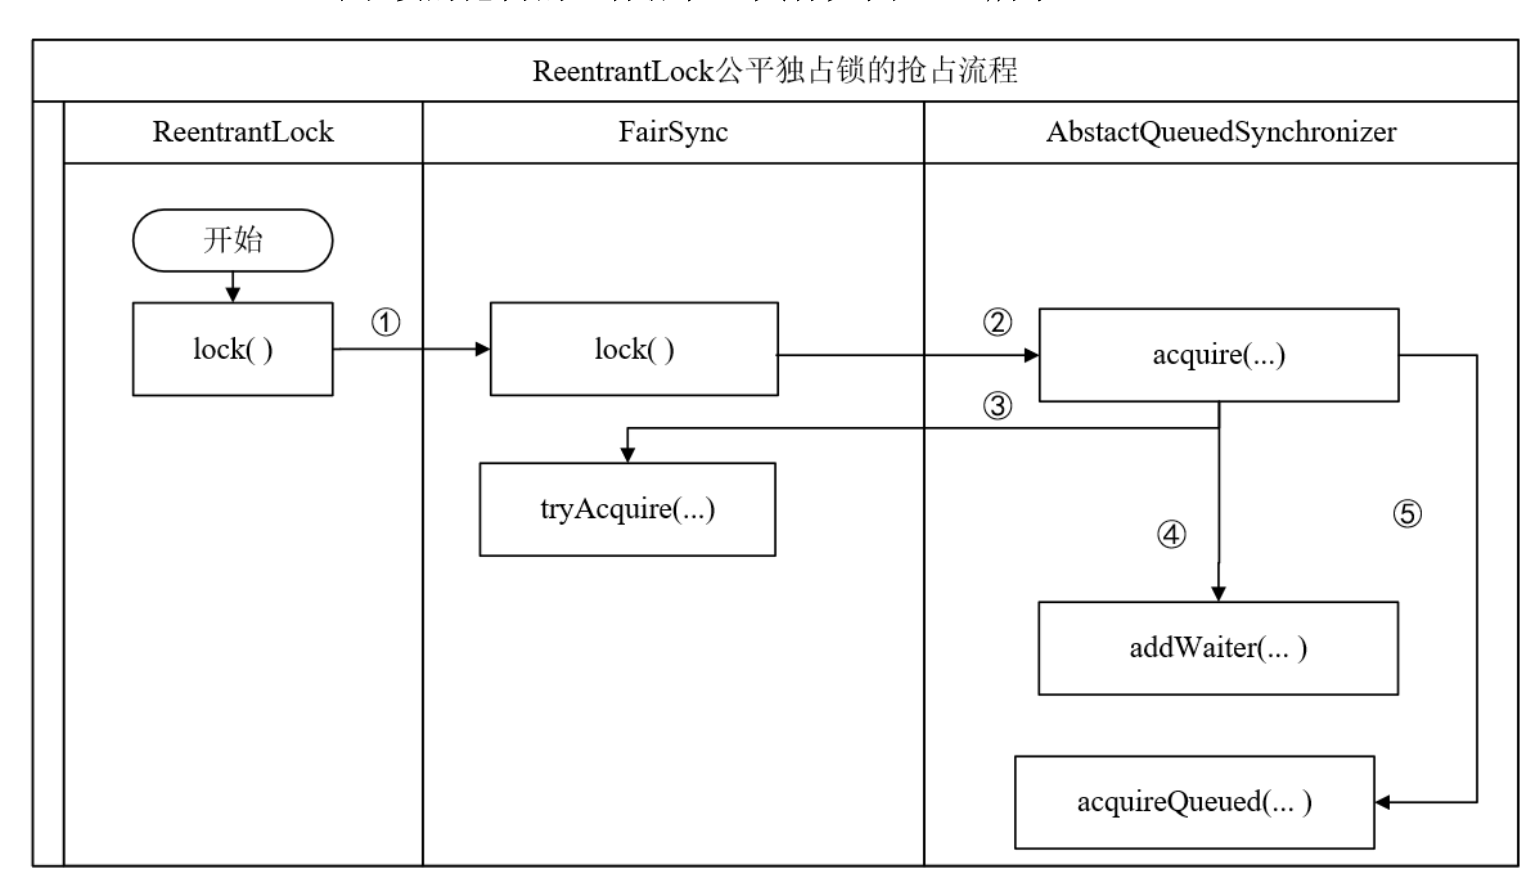 ReentrantLock公平独占锁的抢占流程
ReentrantLock
FairSync
AbstactQueuedSynchronizer
开始
lock( )
①
lock( )
②
acquire(...)
③
tryAcquire(...)
④
⑤
addWaiter(... )
acquireQueued(... )